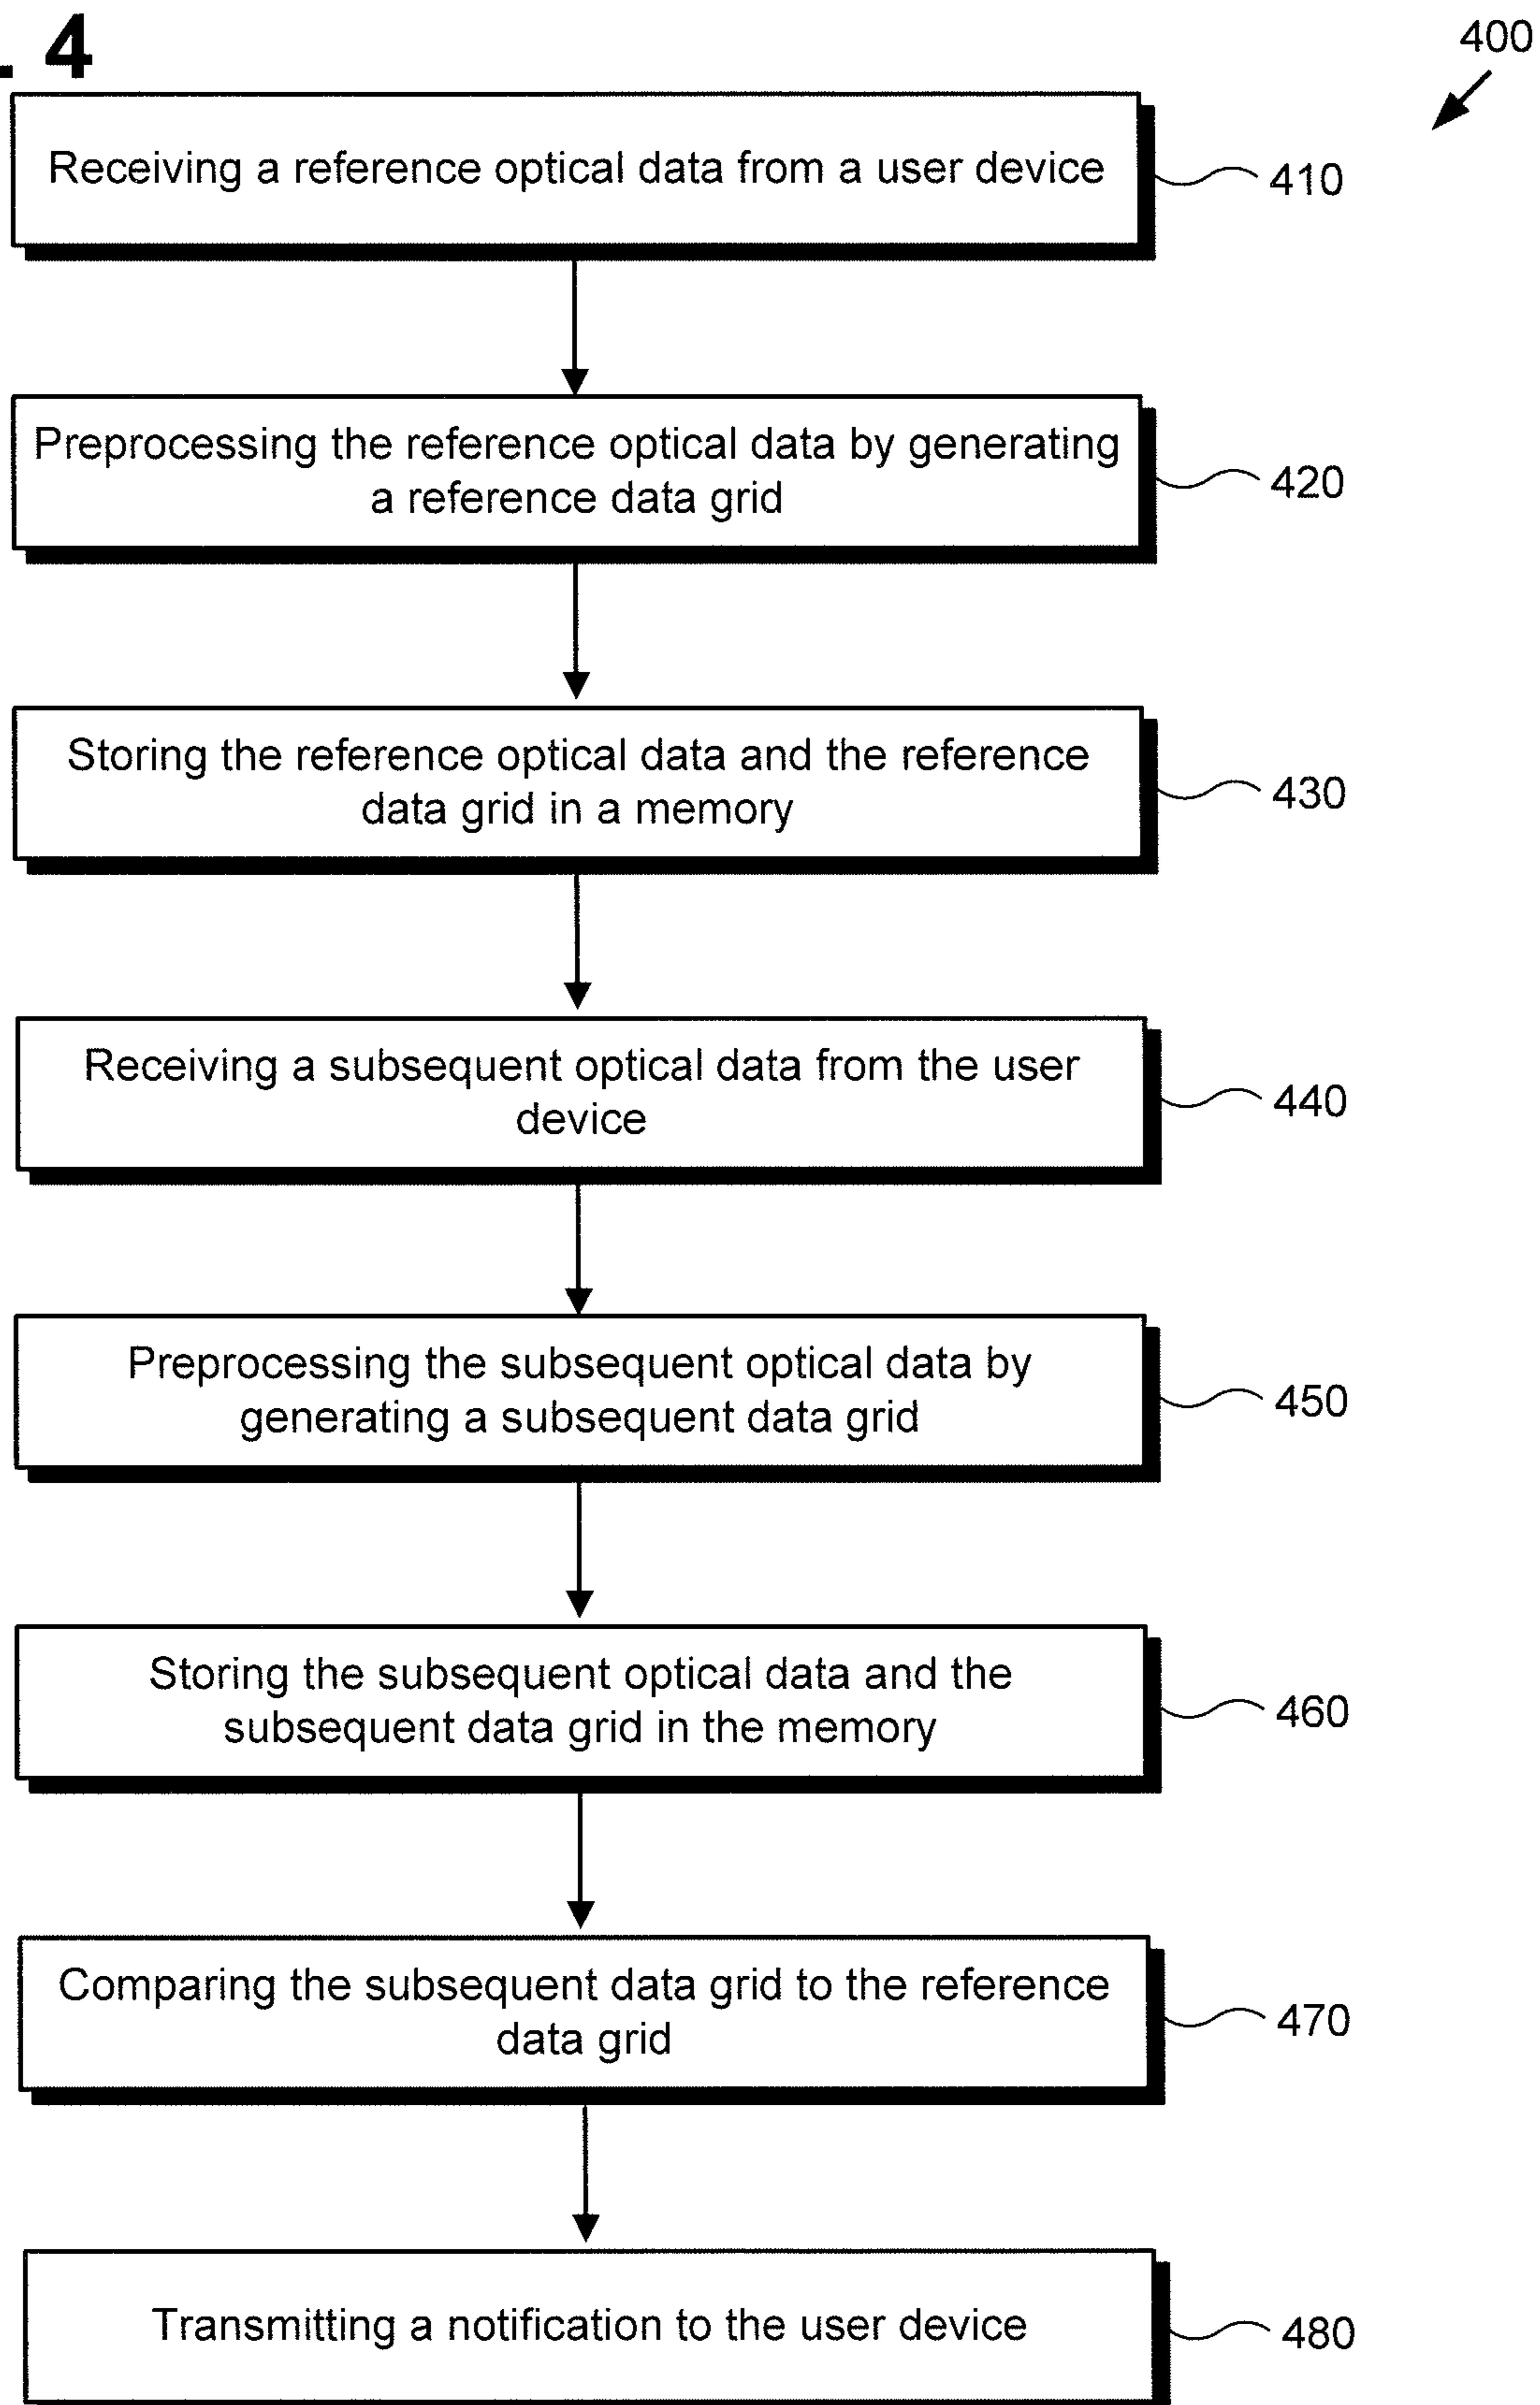 . 4
400
Receiving a reference optical data from a user device
410
Preprocessing the reference optical data by generating
a reference data grid
420
Storing the reference optical data and the reference
data grid in a memory
430
Receiving a subsequent optical data from the user
device
440
Preprocessing the subsequent optical data by
generating a subsequent data grid
450
Storing the subsequent optical data and the
subsequent data grid in the memory
460
Comparing the subsequent data grid to the reference
data grid
470
Transmitting a notification to the user device
480